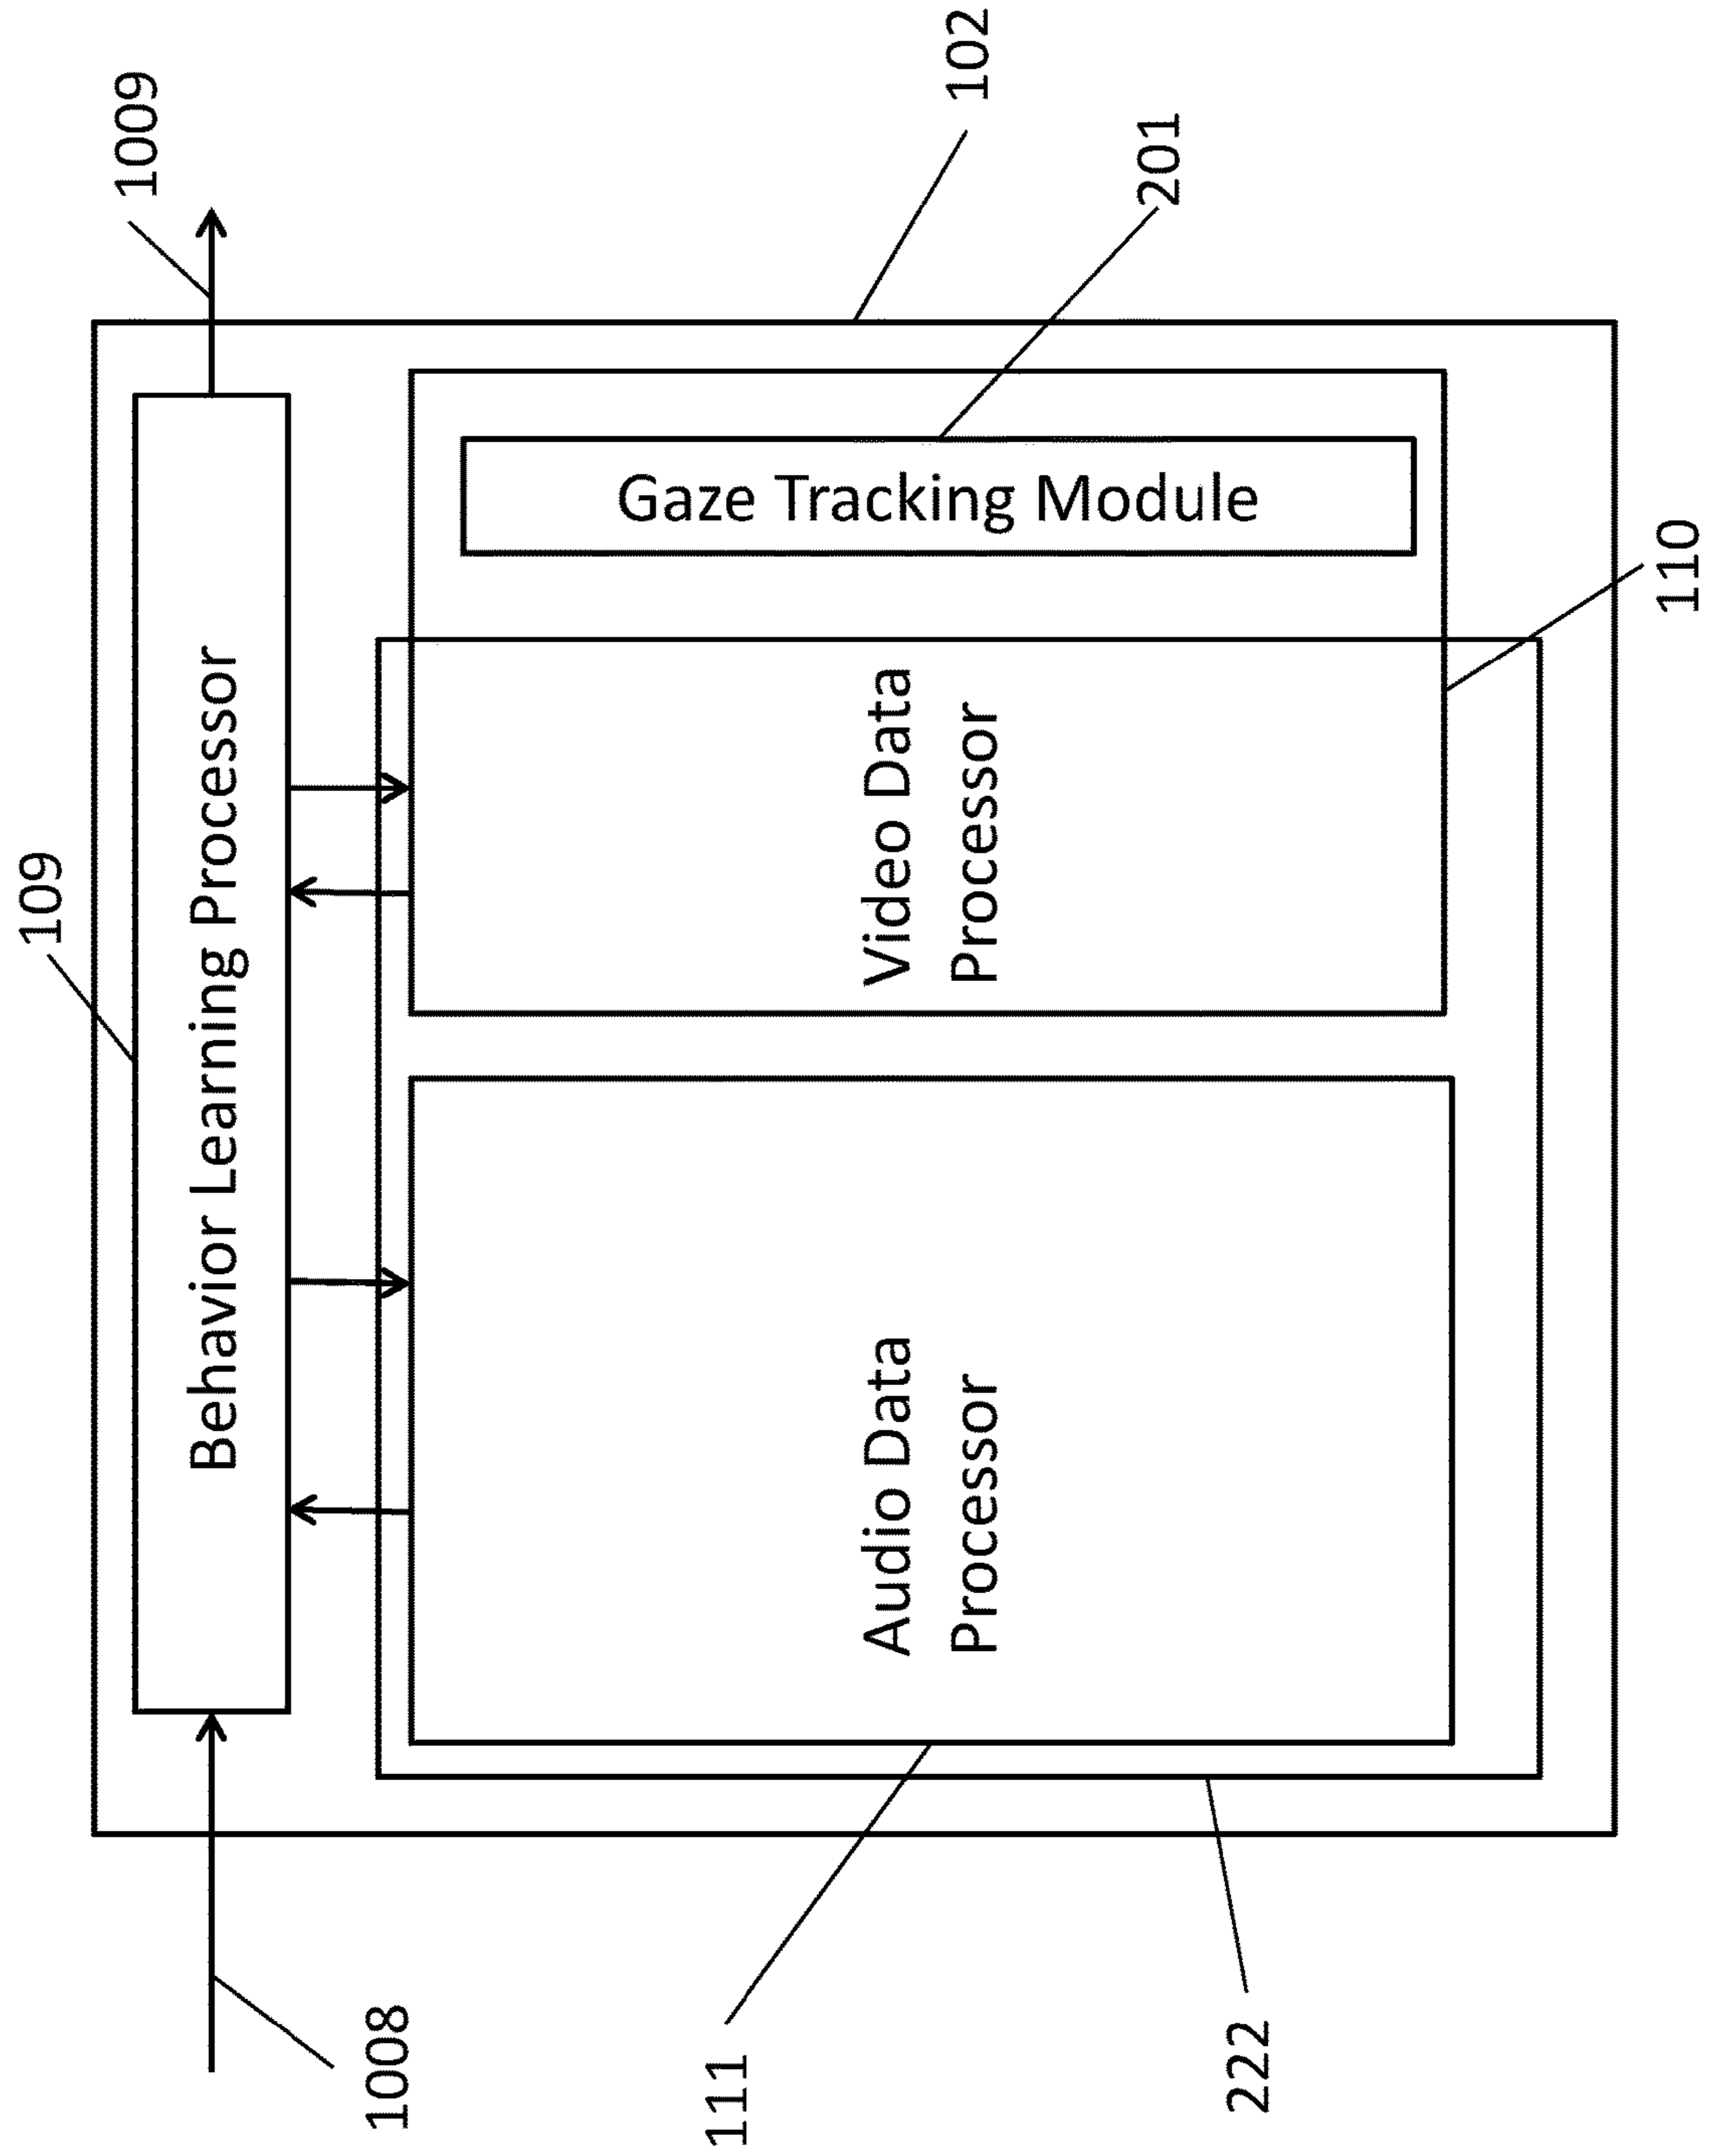 1009
102
201
109
Behavior Learning Processor
Gaze Tracking Module
Video Data
Processor
110
Audio Data
Processor
1008
111
222